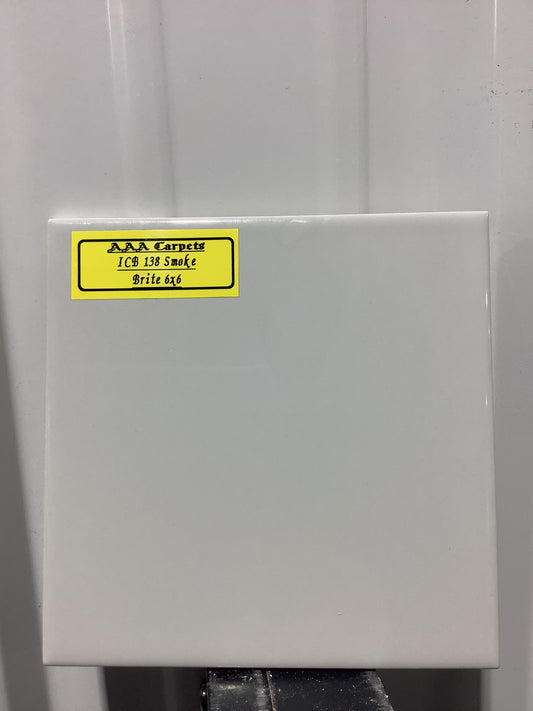 AAA Carpets
ICB 138 Smoke
Brite 6x6